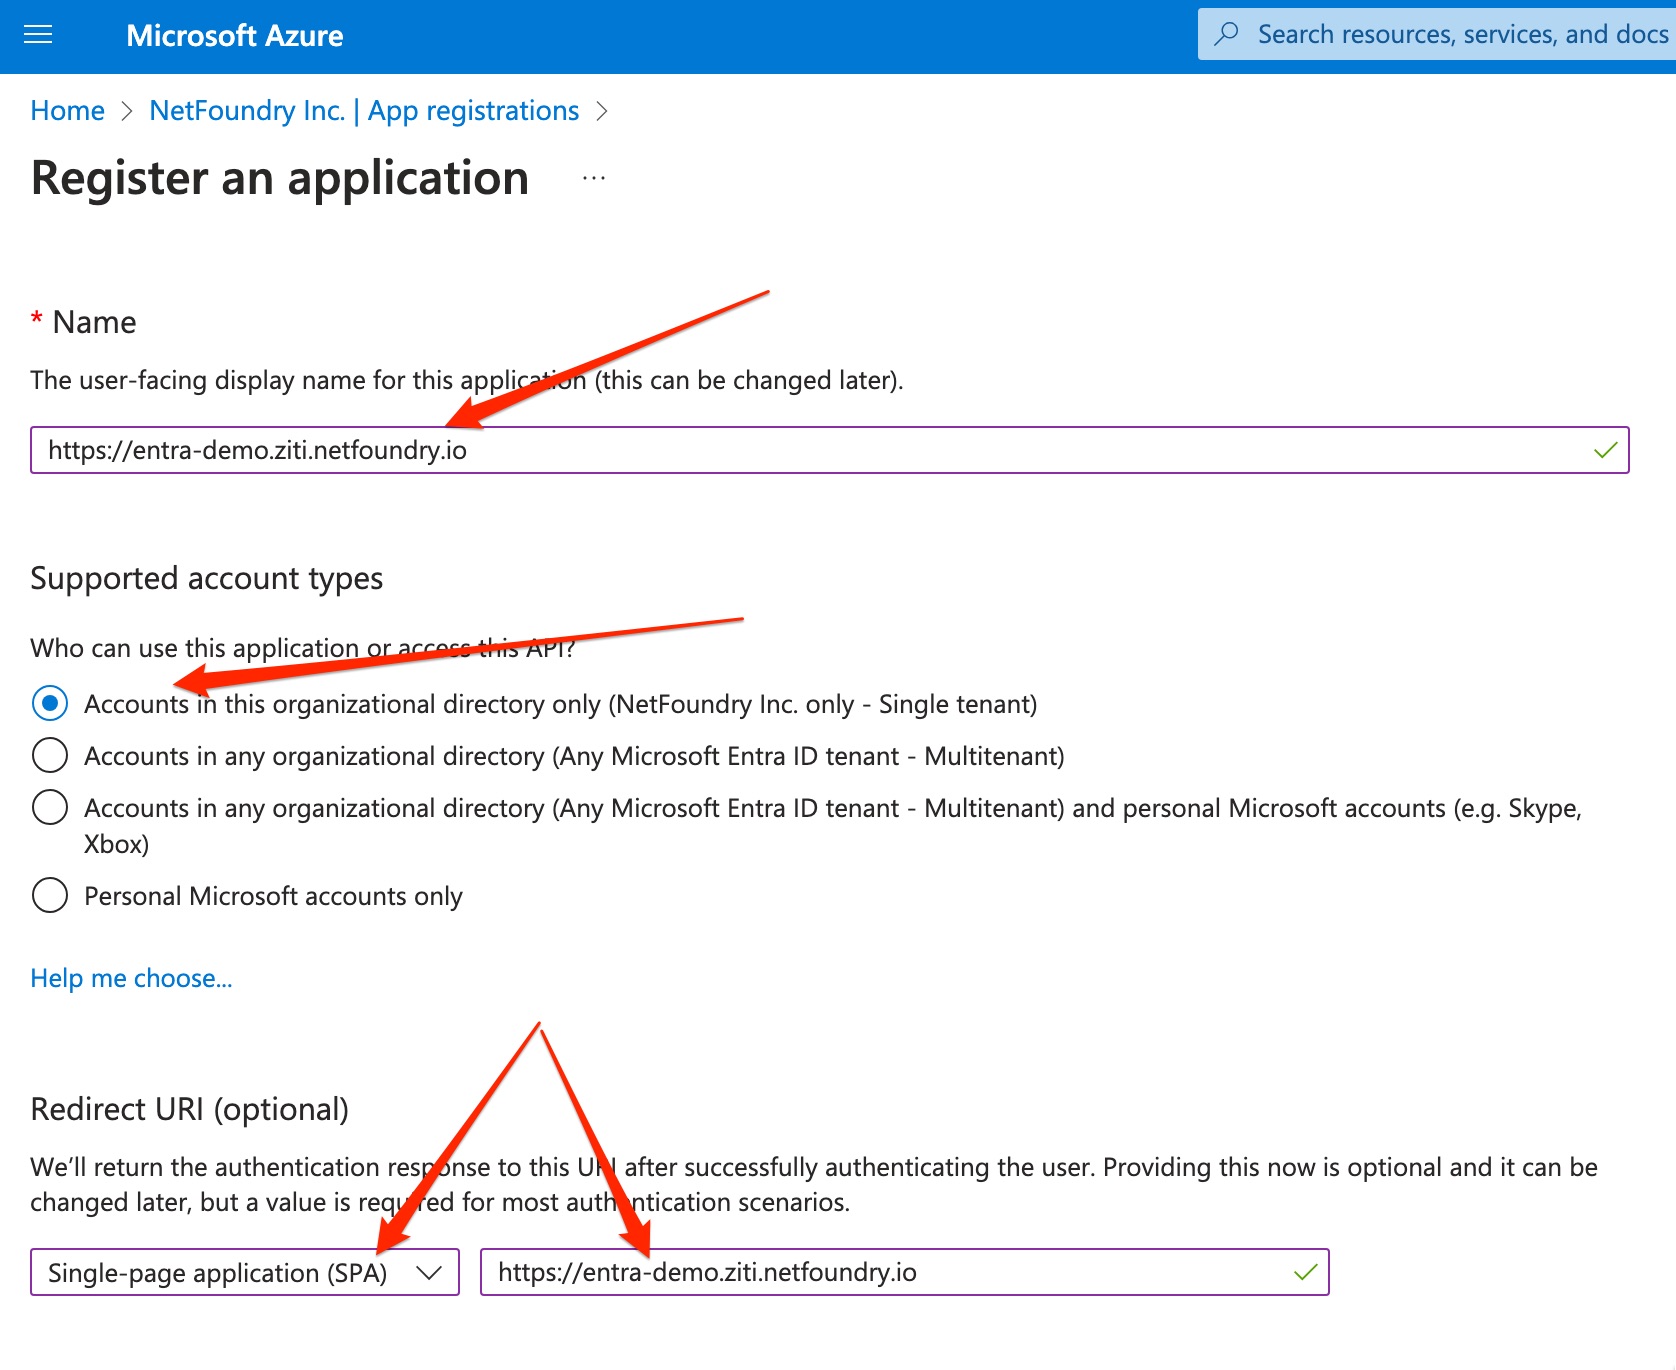 Microsoft Azure
Search resources, services, and docs
Home > NetFoundry Inc. | App registrations >
Register an application ...
* Name
The user-facing display name for this application (this can be changed later).
https://entra-demo.ziti.netfoundry.io
Supported account types
Who can use this application or access this API?
Accounts in this organizational directory only (NetFoundry Inc. only - Single tenant)
Accounts in any organizational directory (Any Microsoft Entra ID tenant - Multitenant)
Accounts in any organizational directory (Any Microsoft Entra ID tenant - Multitenant) and personal Microsoft accounts (e.g. Skype,
Xbox)
Personal Microsoft accounts only
Help me choose...
Redirect URI (optional)
We'll return the authentication response to this URI after successfully authenticating the user. Providing this now is optional and it can be
changed later, but a value is required for most authentication scenarios.
Single-page application (SPA)
https://entra-demo.ziti.netfoundry.io